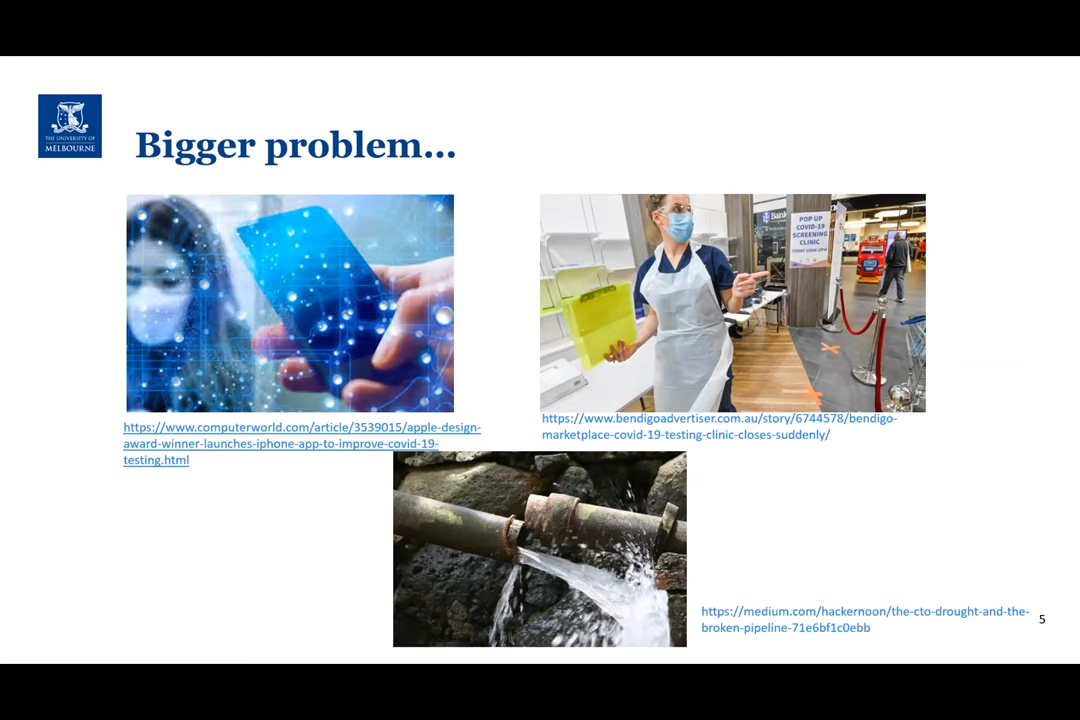 THE UNIVERSITY OF
MELBOURNE
Bigger problem...
Bank
POP UP
COVID-19
SCREENING
CLINIC
https://www.computerworld.com/article/3539015/apple-design-
award-winner-launches-iphone-app-to-improve-covid-19-
testing.html
https://www.bendigoadvertiser.com.au/story/6744578/bendigo-
marketplace-covid-19-testing-clinic-closes-suddenly/
https://medium.com/hackernoon/the-cto-drought-and-the-
broken-pipeline-71e6bf1c0ebb
5